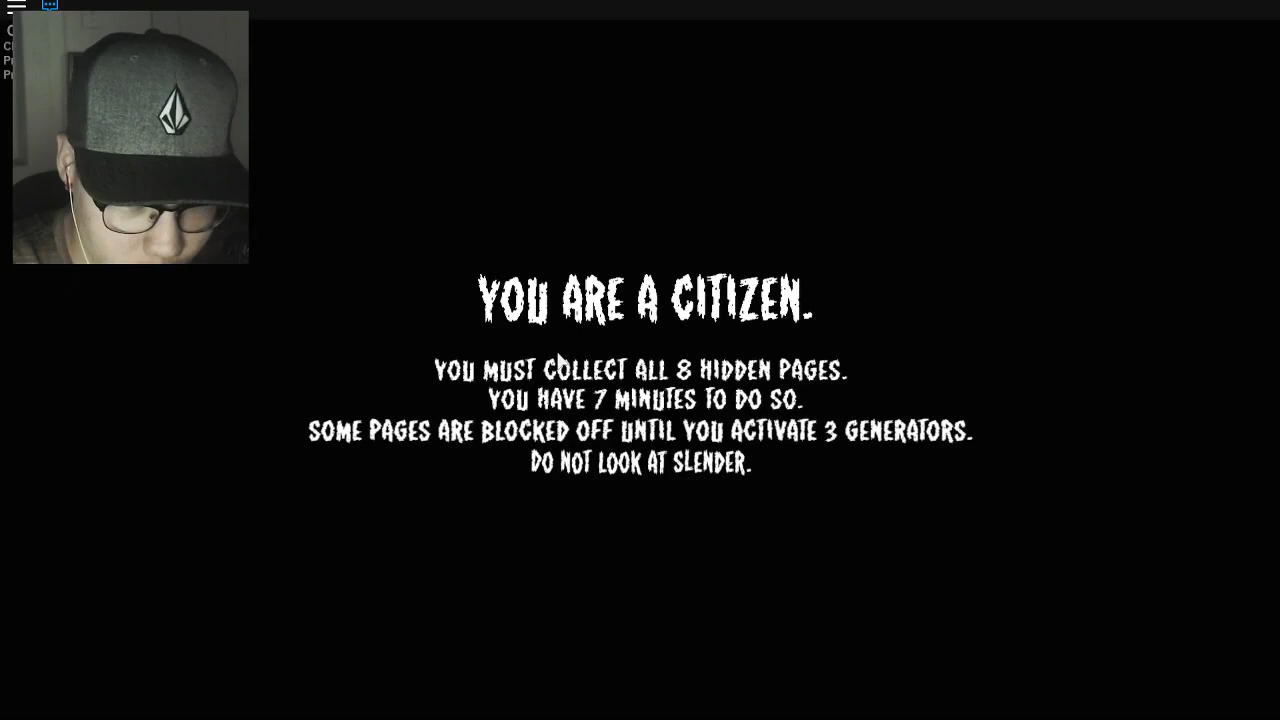 YOU ARE A CITIZEN.
YOU MUST COLLECT ALL 8 HIDDEN PAGES.
YOU HAVE 7 MINUTES TO DO SO.
SOME PAGES ARE BLOCKED OFF UNTIL YOU ACTIVATE 3 GENERATORS.
DO NOT LOOK AT SLENDER.